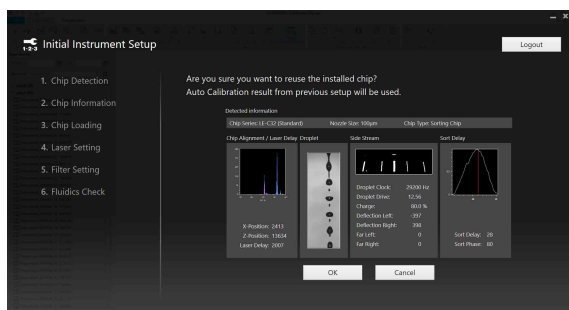 1-2-3 Initial Instrument Setup
Logout
1. Chip Detection
2. Chip Information
3. Chip Loading
4. Laser Setting
5. Filter Setting
6. Fluidics Check
Are you sure you want to reuse the installed chip?
Auto Calibration result from previous setup will be used.
Detected information
Chip Series: LE-C32 (Standard) Nozzle Size: 100µm Chip Type: Sorting Chip
Chip Alignment / Laser Delay Droplet Side Stream Sort Delay
Droplet Clock: 29200 Hz
Droplet Drive: 12.56
Charge: 80.0 %
Deflection Left: -397
Deflection Right: 398
Far Left: 0
Far Right: 0
X-Position: 2413
Z-Position: 13634
Laser Delay: 2007
Sort Delay: 28
Sort Phase: 80
OK Cancel